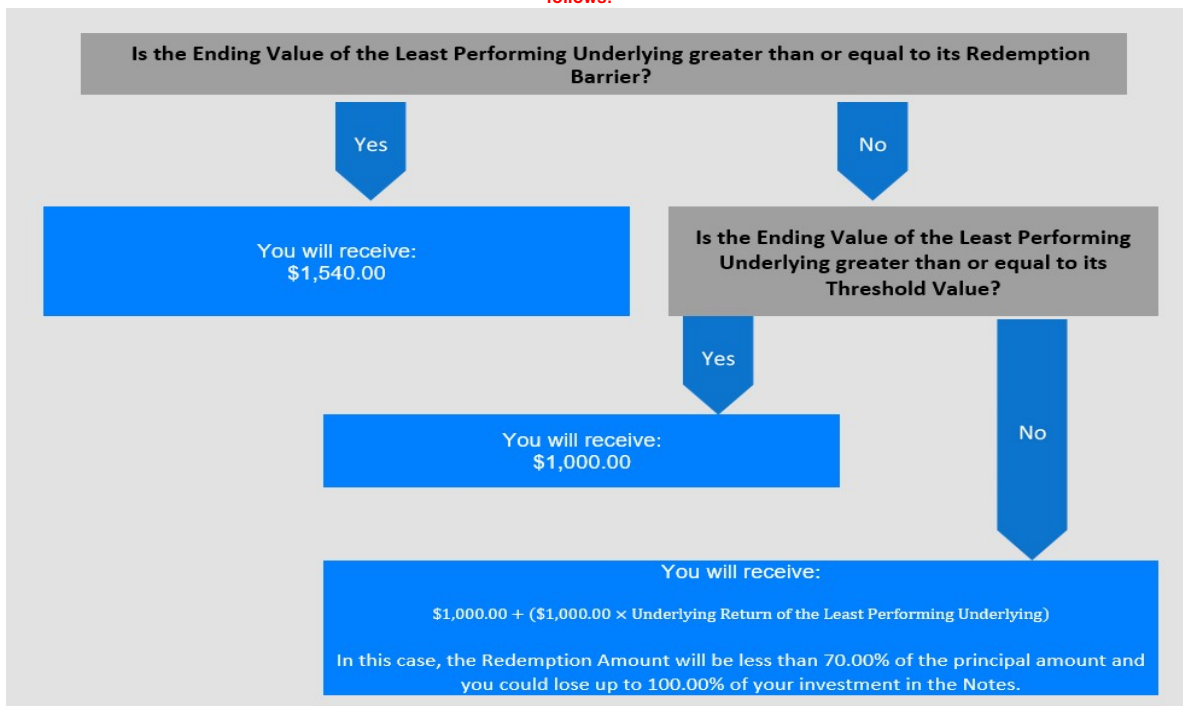 follows:
Is the Ending Value of the Least Performing Underlying greater than or equal to its Redemption
Barrier?
Yes
No
You will receive:
$1,540.00
Is the Ending Value of the Least Performing
Underlying greater than or equal to its
Threshold Value?
Yes
No
You will receive:
$1,000.00
You will receive:
$1,000.00 + ($1,000.00 × Underlying Return of the Least Performing Underlying)
In this case, the Redemption Amount will be less than 70.00% of the principal amount and
you could lose up to 100.00% of your investment in the Notes.